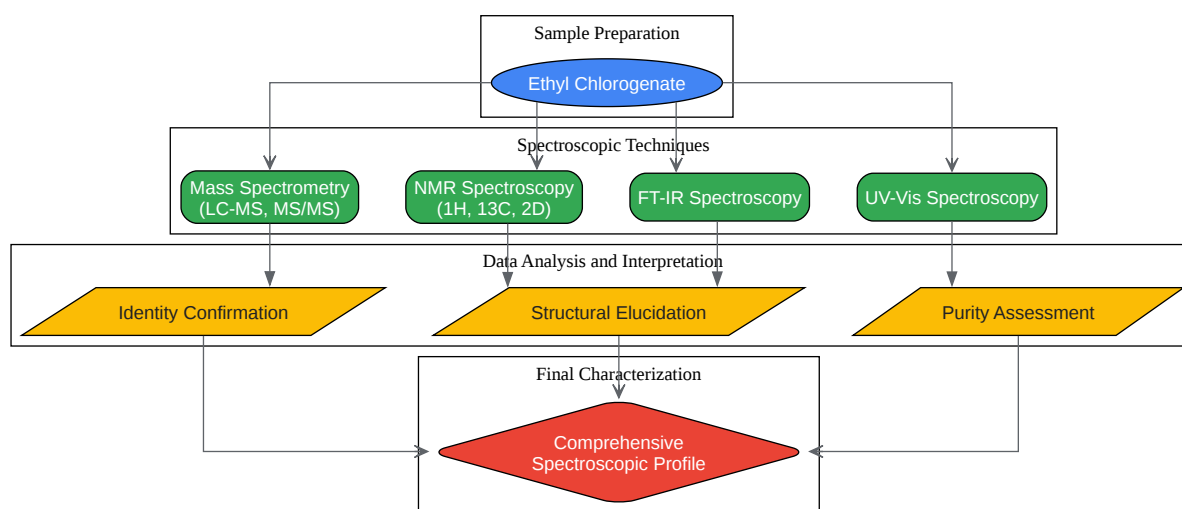 Sample Preparation
Ethyl Chlorogenate
Spectroscopic Techniques
Mass Spectrometry
(LC-MS, MS/MS)
NMR Spectroscopy
(1H, 13C, 2D)
FT-IR Spectroscopy
UV-Vis Spectroscopy
Data Analysis and Interpretation
Identity Confirmation
Structural Elucidation
Purity Assessment
Final Characterization
Comprehensive
Spectroscopic Profile